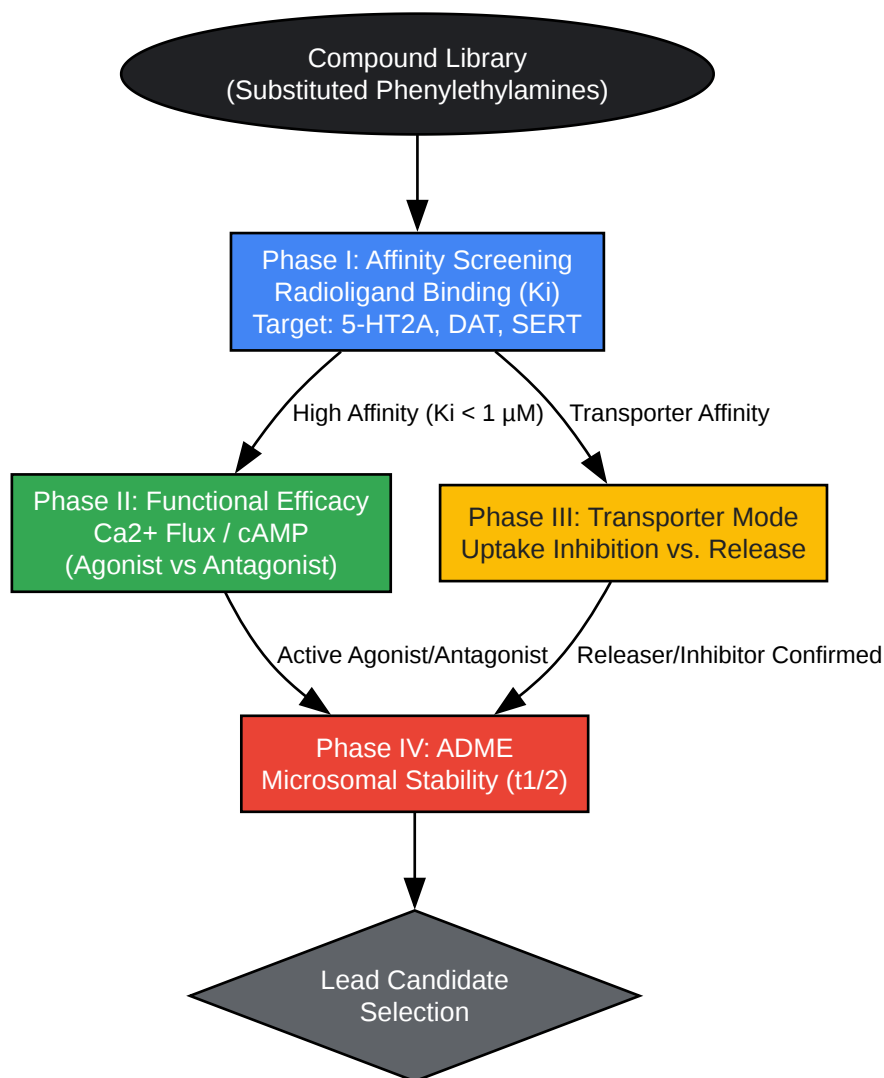 Compound Library
(Substituted Phenylethylamines)
Phase I: Affinity Screening
Radioligand Binding (Ki)
Target: 5-HT2A, DAT, SERT
High Affinity (Ki < 1 µM)
Transporter Affinity
Phase II: Functional Efficacy
Ca2+ Flux / cAMP
(Agonist vs Antagonist)
Phase III: Transporter Mode
Uptake Inhibition vs. Release
Active Agonist/Antagonist
Releaser/Inhibitor Confirmed
Phase IV: ADME
Microsomal Stability (t1/2)
Lead Candidate
Selection